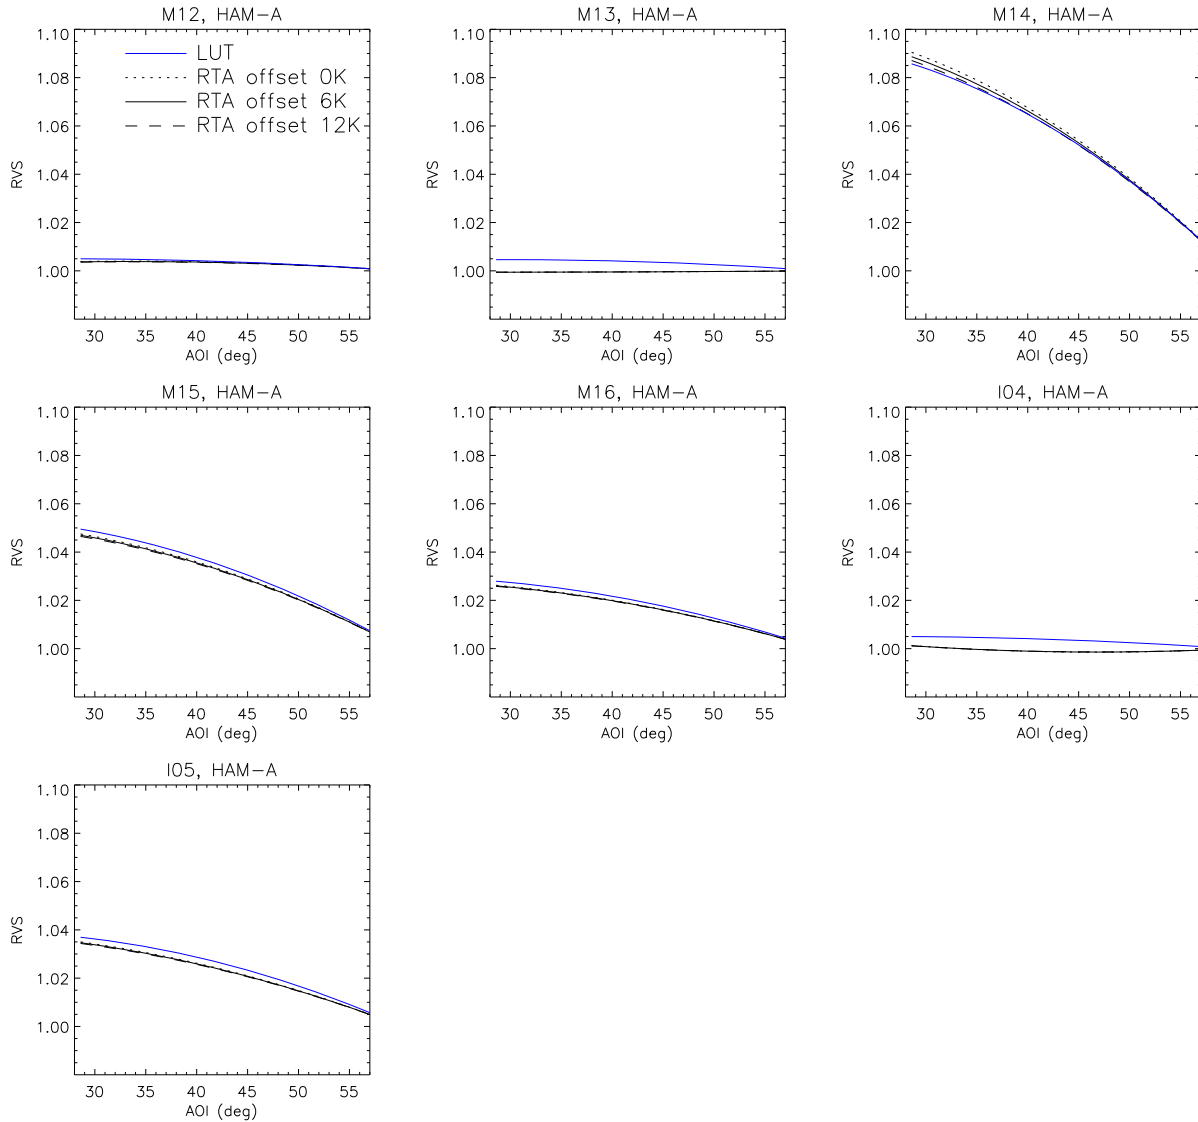 M12, HAM-A
M13, HAM-A
M14, HAM-A
LUT
RTA offset 0K
RTA offset 6K
RTA offset 12K
1.10
1.08
1.06
1.04
1.02
1.00
RVS
30 35 40 45 50 55
AOI (deg)
1.10
1.08
1.06
1.04
1.02
1.00
RVS
30 35 40 45 50 55
AOI (deg)
1.10
1.08
1.06
1.04
1.02
1.00
RVS
30 35 40 45 50 55
AOI (deg)
M15, HAM-A
M16, HAM-A
I04, HAM-A
1.10
1.08
1.06
1.04
1.02
1.00
RVS
30 35 40 45 50 55
AOI (deg)
1.10
1.08
1.06
1.04
1.02
1.00
RVS
30 35 40 45 50 55
AOI (deg)
1.10
1.08
1.06
1.04
1.02
1.00
RVS
30 35 40 45 50 55
AOI (deg)
I05, HAM-A
1.10
1.08
1.06
1.04
1.02
1.00
RVS
30 35 40 45 50 55
AOI (deg)